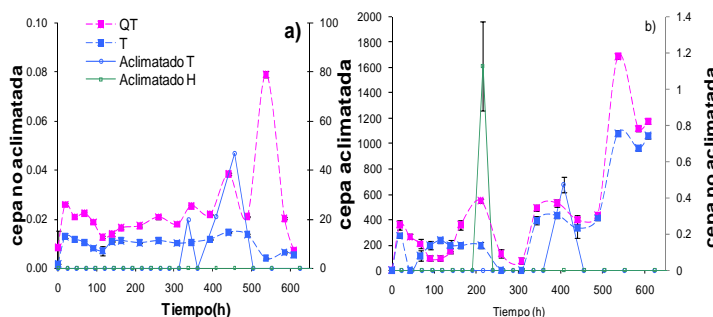 a)
QT
T
Aclimatado T
Aclimatado H
cepa no aclimatada
0.10
0.08
0.06
0.04
0.02
0.00
100
80
60
40
20
0
0 100 200 300 400 500 600
Tiempo(h)
b)
cepa aclimatada
2000
1800
1600
1400
1200
1000
800
600
400
200
0
1.4
1.2
1
0.8
0.6
0.4
0.2
0
cepa no aclimatada
0 100 200 300 400 500 600
Tiempo (h)